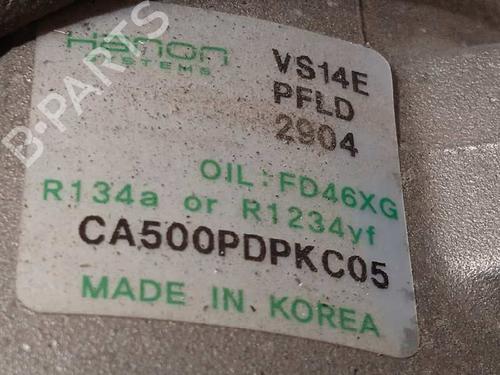 Hanon
SYSTEMS
VS14E
PFLD
2904
OIL: FD46XG
R134a or R1234yf
CA500PDPKC05
MADE IN KOREA
B-PARTS